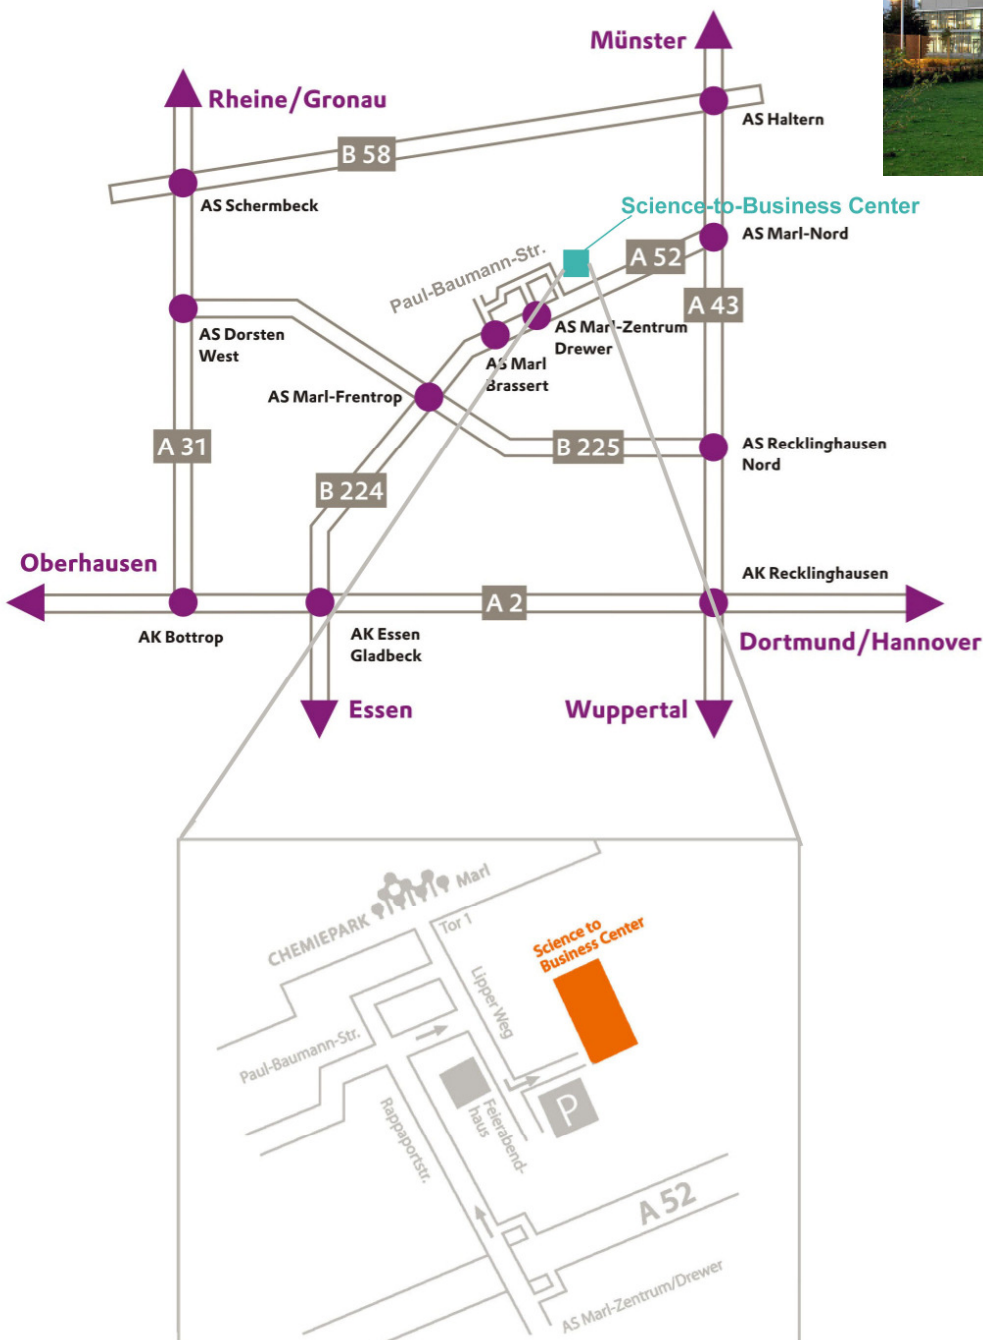 Münster
Rheine/Gronau
AS Haltern
B 58
AS Schermbeck
Science-to-Business Center
AS Marl-Nord
Paul-Baumann-Str.
A 52
A 43
AS Dorsten
West
AS Marl-Zentrum
Drewer
AS Marl
Brassert
AS Marl-Frentrop
A 31
B 225
AS Recklinghausen
Nord
B 224
Oberhausen
AK Recklinghausen
A 2
AK Bottrop
AK Essen
Gladbeck
Dortmund/Hannover
Essen
Wuppertal
CHEMIEPARK
Marl
Tor 1
Science to
Business Center
Lipper Weg
Paul-Baumann-Str.
Rappaportstr.
Feierabend-
haus
P
A 52
AS Marl-Zentrum/Drewer